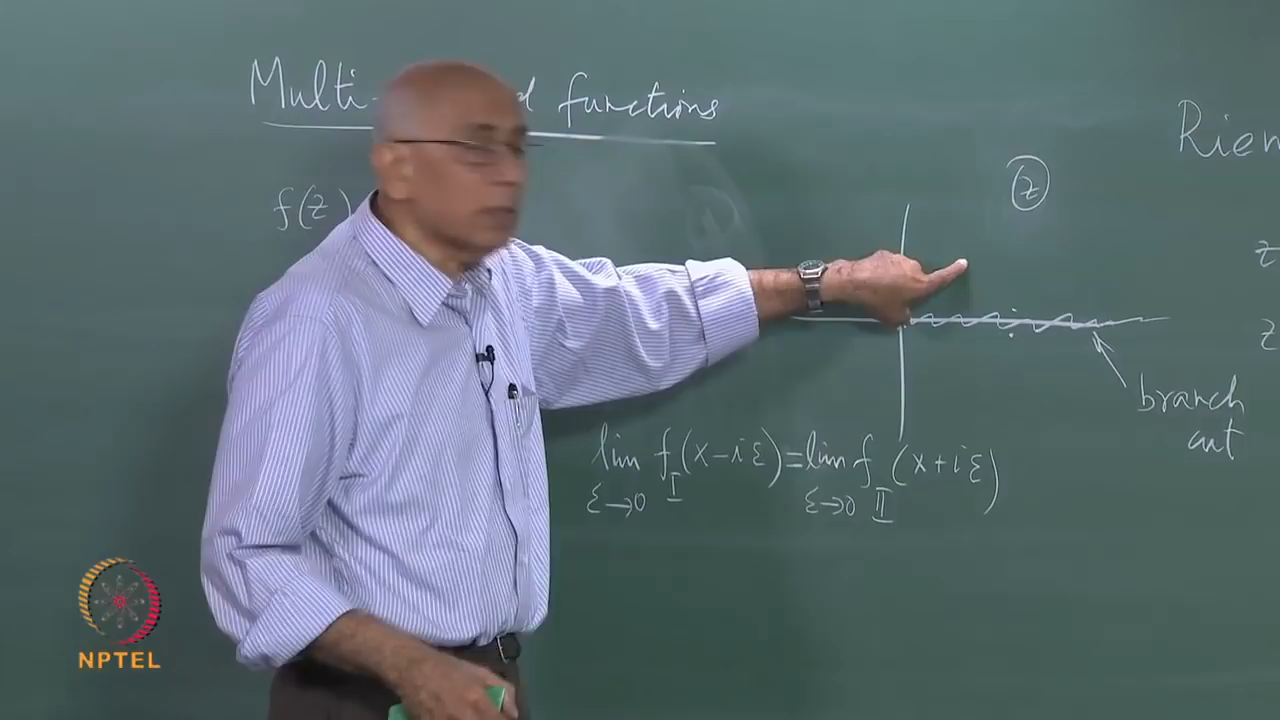 Multi- d functions
Rien
f(z)
z
z
z
branch
cut
lim f_I (x-iε) = lim f_II (x+iε)
ε→0 ε→0
NPTEL